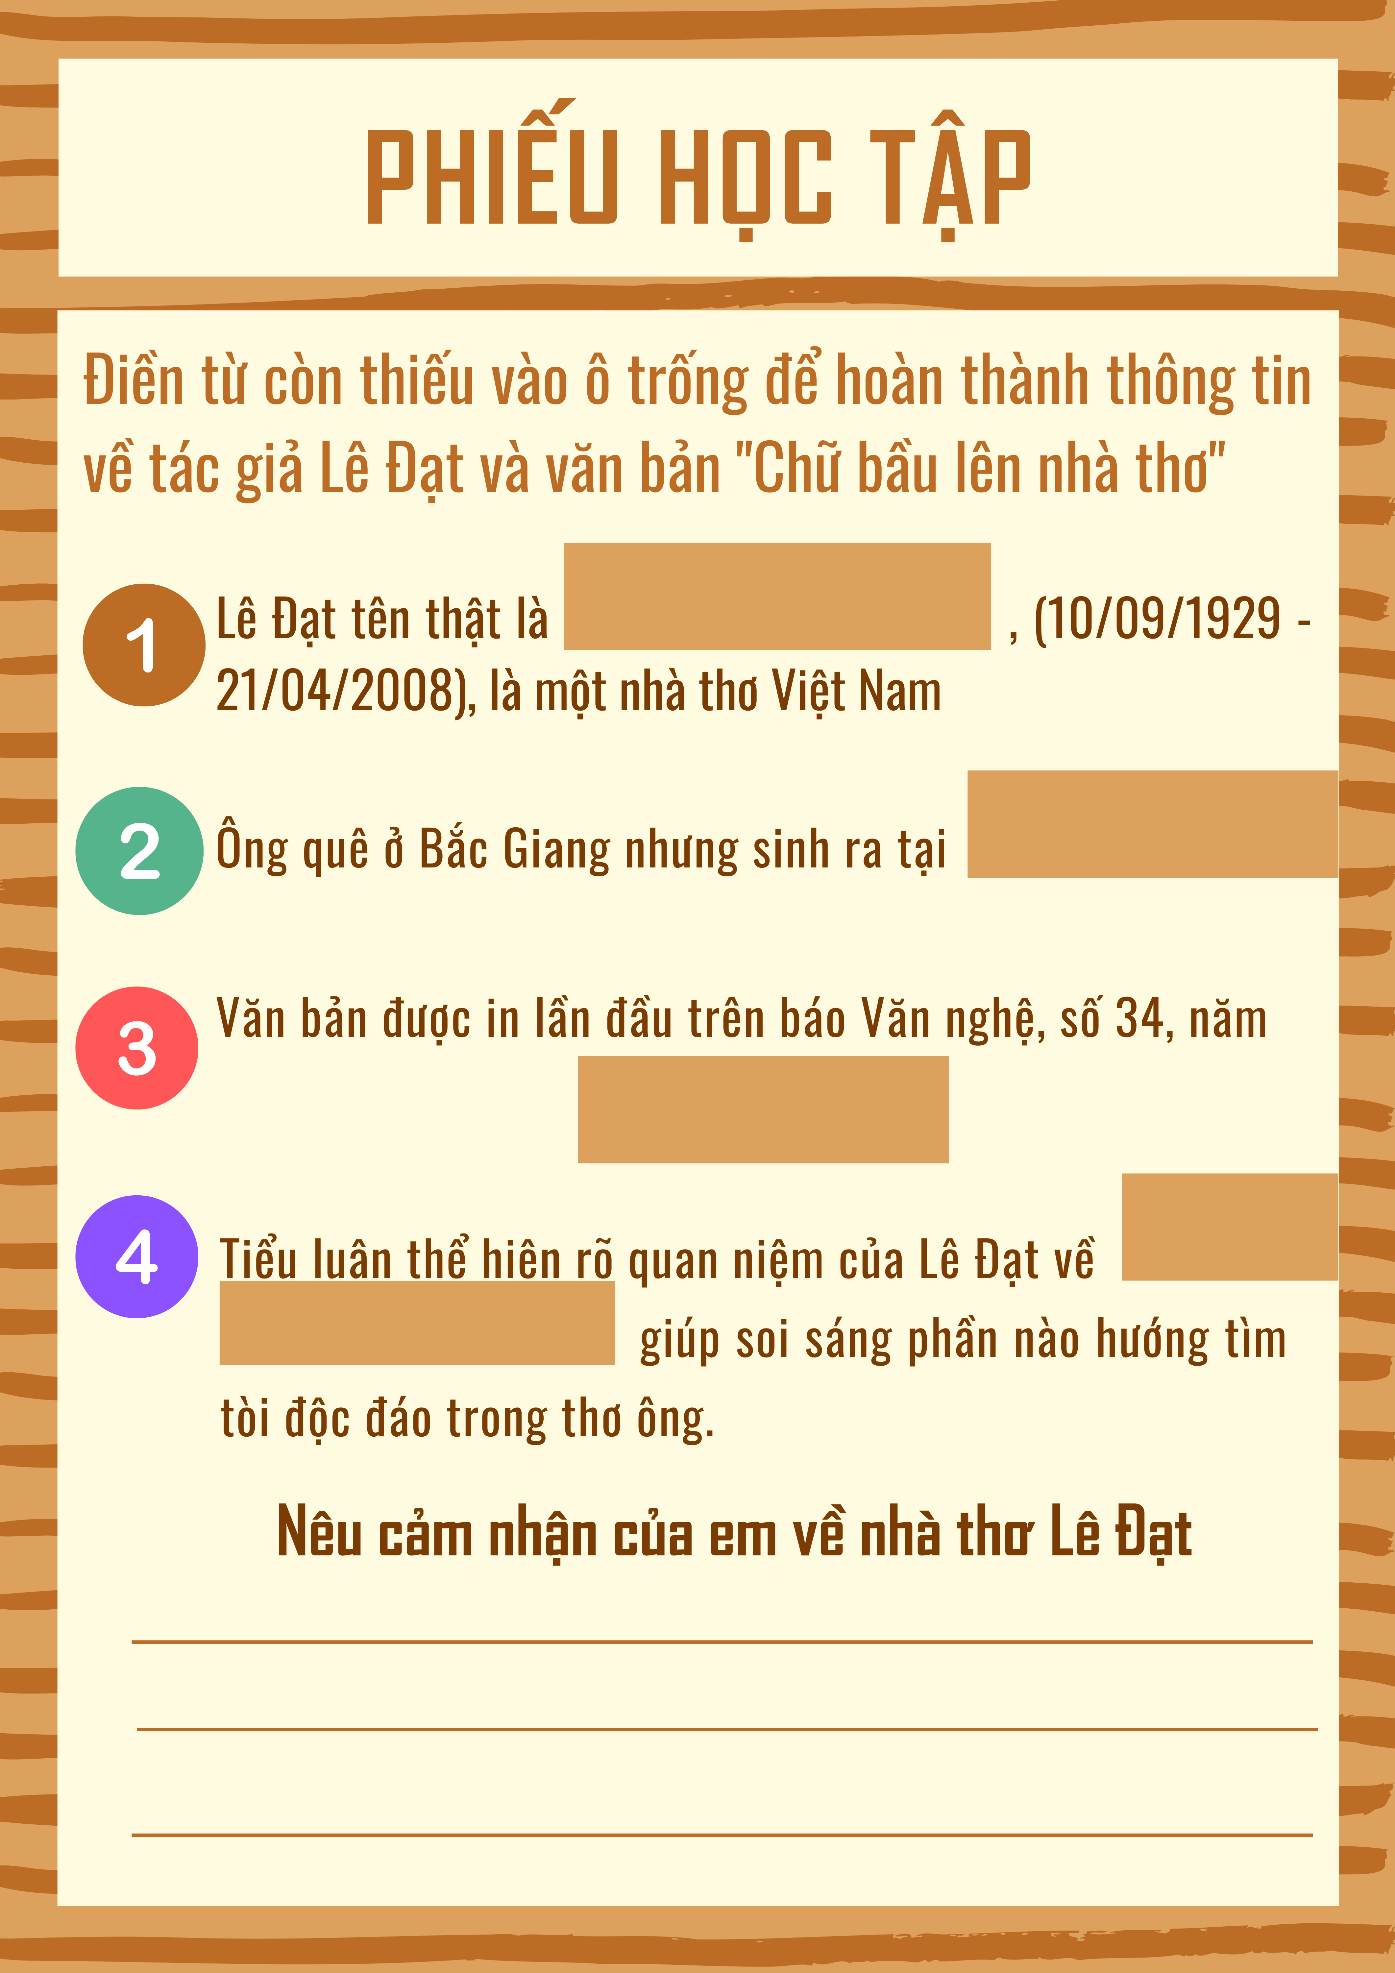 PHIẾU HỌC TẬP
Điền từ còn thiếu vào ô trống để hoàn thành thông tin
về tác giả Lê Đạt và văn bản "Chữ bầu lên nhà thơ"
1
Lê Đạt tên thật là , (10/09/1929 -
21/04/2008), là một nhà thơ Việt Nam
2
Ông quê ở Bắc Giang nhưng sinh ra tại
3
Văn bản được in lần đầu trên báo Văn nghệ, số 34, năm
4
Tiểu luân thể hiên rõ quan niệm của Lê Đạt về
giúp soi sáng phần nào hướng tìm
tòi độc đáo trong thơ ông.
Nêu cảm nhận của em về nhà thơ Lê Đạt